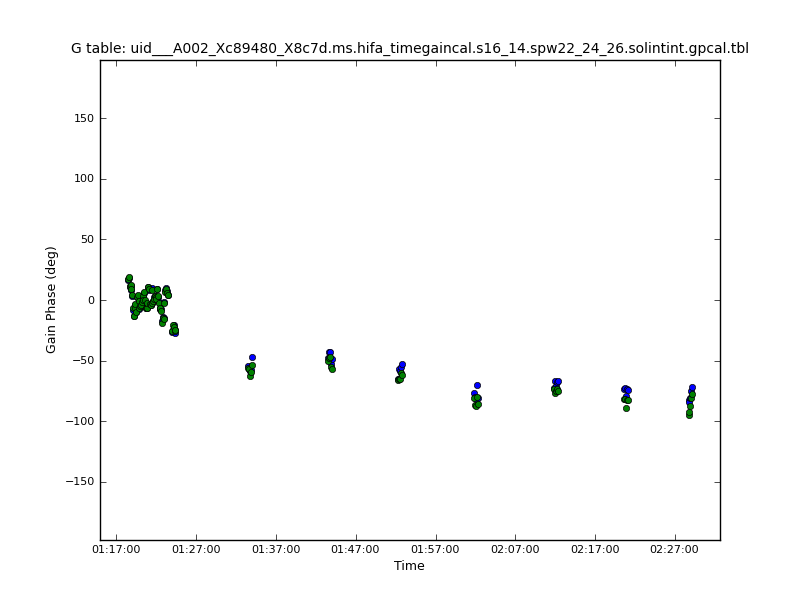 G table: uid___A002_Xc89480_X8c7d.ms.hifa_timegaincal.s16_14.spw22_24_26.solintint.gpcal.tbl
150
100
50
0
−50
−100
−150
Gain Phase (deg)
01:17:00 01:27:00 01:37:00 01:47:00 01:57:00 02:07:00 02:17:00 02:27:00
Time